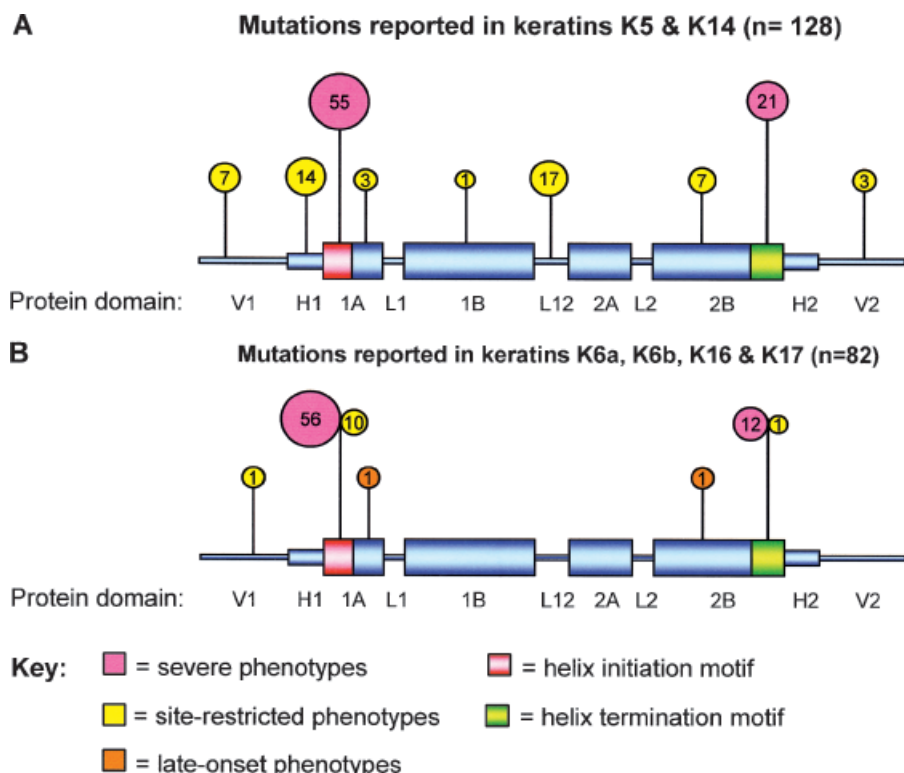 A Mutations reported in keratins K5 & K14 (n= 128)
55 21
7 14 3 1 17 7 3
Protein domain: V1 H1 1A L1 1B L12 2A L2 2B H2 V2
B Mutations reported in keratins K6a, K6b, K16 & K17 (n=82)
56 10 12 1
1 1 1
Protein domain: V1 H1 1A L1 1B L12 2A L2 2B H2 V2
Key: = severe phenotypes = helix initiation motif
= site-restricted phenotypes = helix termination motif
= late-onset phenotypes